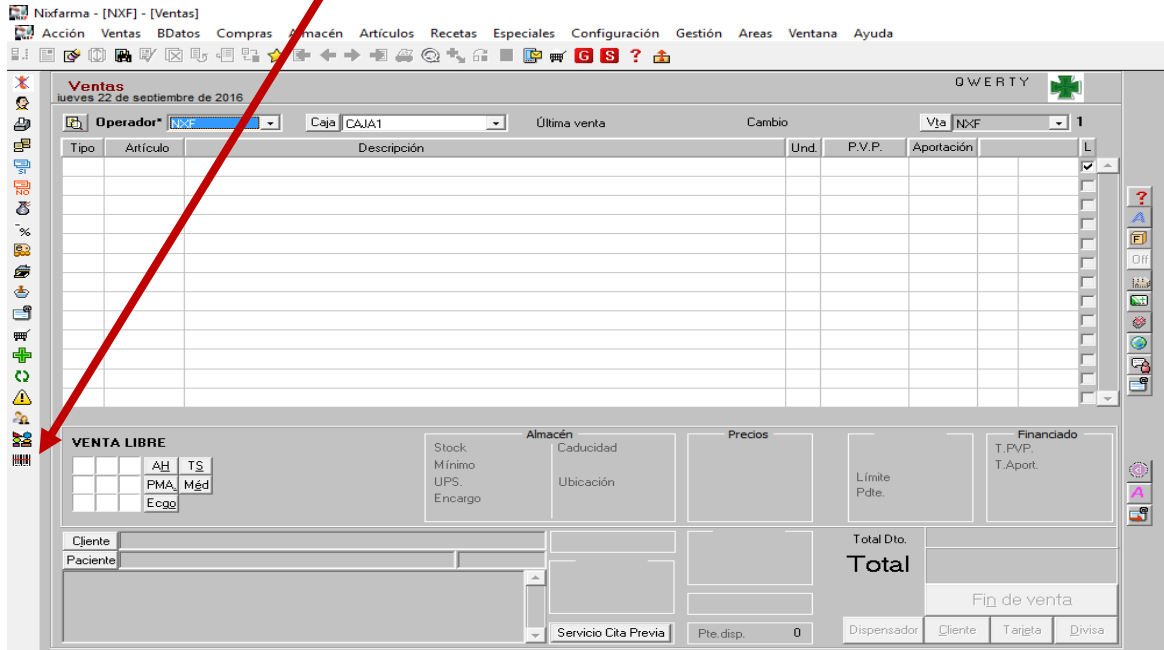 Nixfarma - [NXF] - [Ventas]
Acción Ventas BDatos Compras Almacén Artículos Recetas Especiales Configuración Gestión Areas Ventana Ayuda
G S ?
Ventas QWERTY
jueves 22 de septiembre de 2016
Operador* NXF Caja CAJA1 Última venta Cambio Vta NXF 1
Tipo Artículo Descripción Und. P.V.P. Aportación L
SI
NO
%
?
A
F
Off
VENTA LIBRE
AH TS
PMA. Méd
Ecgo
Almacén
Stock Caducidad
Mínimo
UPS. Ubicación
Encargo
Precios
Límite
Pdte.
Financiado
T.PVP.
T.Aport.
A
Cliente
Paciente
Total Dto.
Total
Fin de venta
Servicio Cita Previa Pte.disp. 0 Dispensador Cliente Tarjeta Divisa